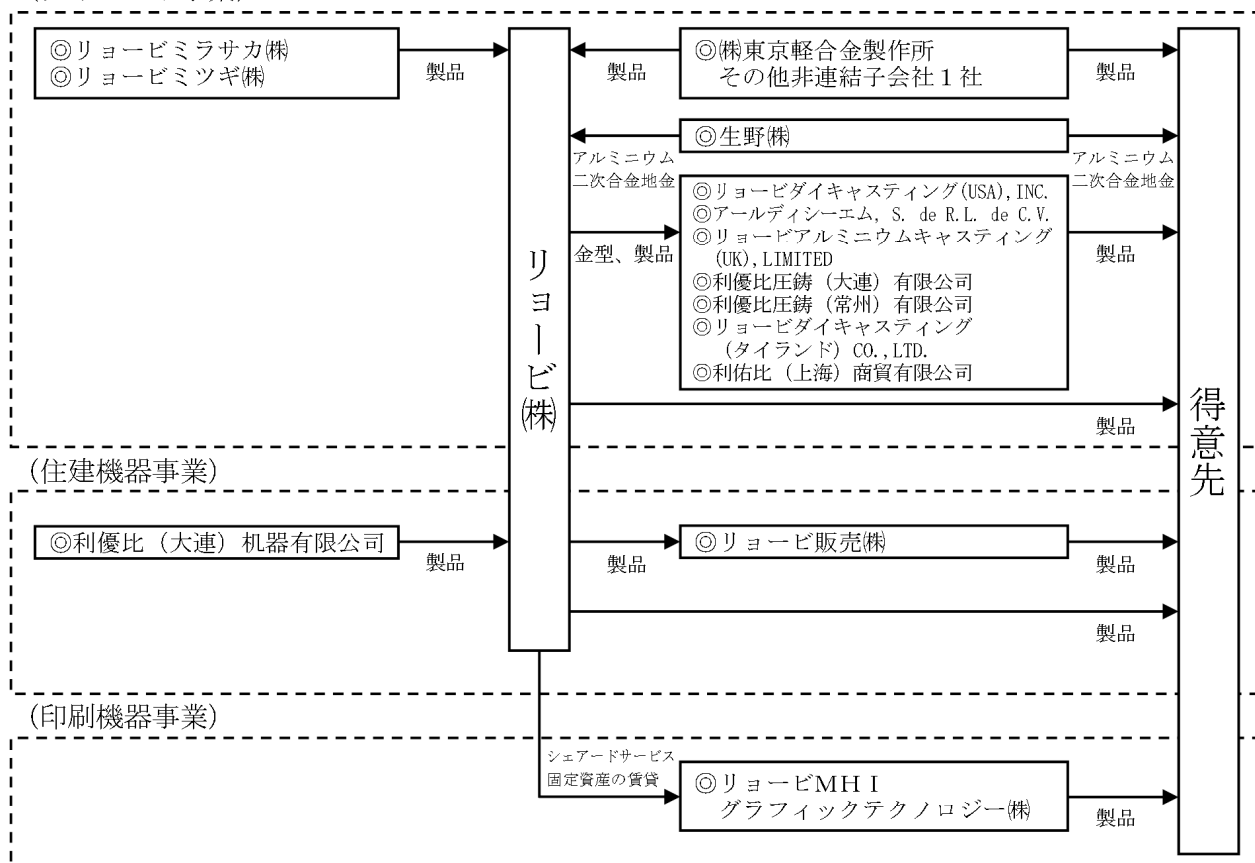 ◎リョービミラサカ㈱
◎リョービミツギ㈱
製品
製品
◎㈱東京軽合金製作所
その他非連結子会社１社
製品
◎生野㈱
アルミニウム
二次合金地金
アルミニウム
二次合金地金
金型、製品
◎リョービダイキャスティング(USA), INC.
◎アールディシーエム, S. de R.L. de C.V.
◎リョービアルミニウムキャスティング
(UK), LIMITED
◎利優比圧鋳（大連）有限公司
◎利優比圧鋳（常州）有限公司
◎リョービダイキャスティング
（タイランド）CO., LTD.
◎利佑比（上海）商貿有限公司
製品
リョービ㈱
製品
得意先
(住建機器事業)
◎利優比（大連）机器有限公司
製品
製品
◎リョービ販売㈱
製品
製品
(印刷機器事業)
シェアードサービス
固定資産の賃貸
◎リョービＭＨＩ
グラフィックテクノロジー㈱
製品